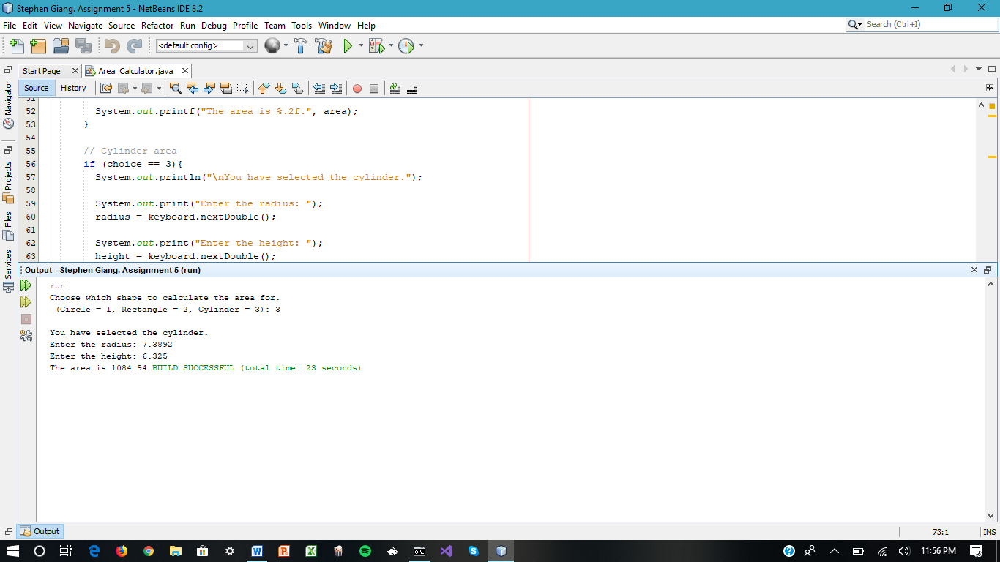 Stephen Giang. Assignment 5 - NetBeans IDE 8.2
File Edit View Navigate Source Refactor Run Debug Profile Team Tools Window Help
Search (Ctrl+I)
<default config>
Start Page Area_Calculator.java
Source History
Navigator
Projects
Files
Services
51
52 System.out.printf("The area is %.2f.", area);
53 }
54
55 // Cylinder area
56 if (choice == 3){
57 System.out.println("\nYou have selected the cylinder.");
58
59 System.out.print("Enter the radius: ");
60 radius = keyboard.nextDouble();
61
62 System.out.print("Enter the height: ");
63 height = keyboard.nextDouble();
Output - Stephen Giang. Assignment 5 (run)
run:
Choose which shape to calculate the area for.
(Circle = 1, Rectangle = 2, Cylinder = 3): 3
You have selected the cylinder.
Enter the radius: 7.3892
Enter the height: 6.325
The area is 1084.94.BUILD SUCCESSFUL (total time: 23 seconds)
Output
73:1 INS
11:56 PM